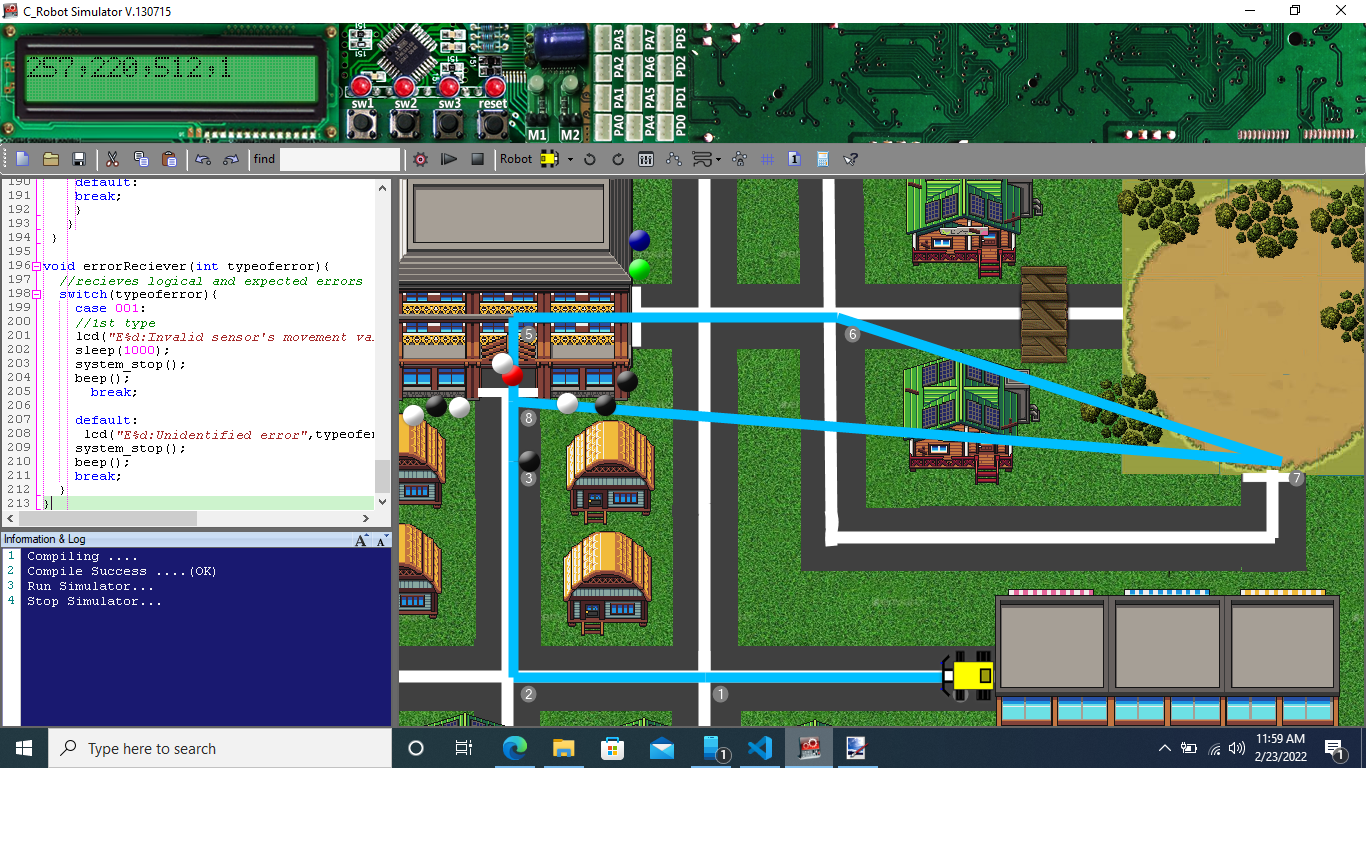 C_Robot Simulator V.130715
257;220;512;1
151
151
151
sw1 sw2 sw3 reset
M1 M2
PA3 PA7 PD3
PA2 PA6 PD2
PA1 PA5 PD1
PA0 PA4 PD0
find
Robot
1
190 default:
191 break;
192 }
193 }
194 }
195
196 void errorReciever(int typeoferror){
197 //recieves logical and expected errors
198 switch(typeoferror){
199 case 001:
200 //1st type
201 lcd("E%d:Invalid sensor's movement va
202 sleep(1000);
203 system_stop();
204 beep();
205 break;
206
207 default:
208 lcd("E%d:Unidentified error",typeofer
209 system_stop();
210 beep();
211 break;
212 }
213 }
Information & Log
A A
1 Compiling ....
2 Compile Success ....(OK)
3 Run Simulator...
4 Stop Simulator...
5
6
8
3
7
2
1
Type here to search
1
11:59 AM
2/23/2022
1